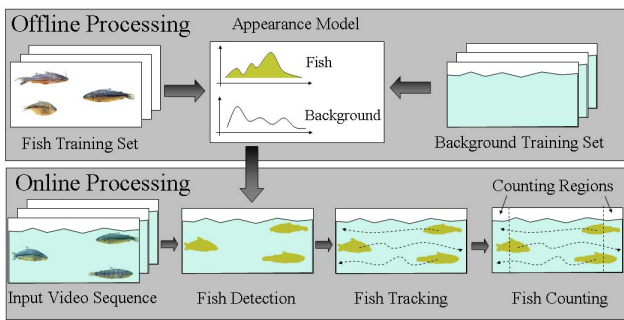 Offline Processing
Appearance Model
Fish
Background
Fish Training Set
Background Training Set
Online Processing
Counting Regions
Input Video Sequence
Fish Detection
Fish Tracking
Fish Counting